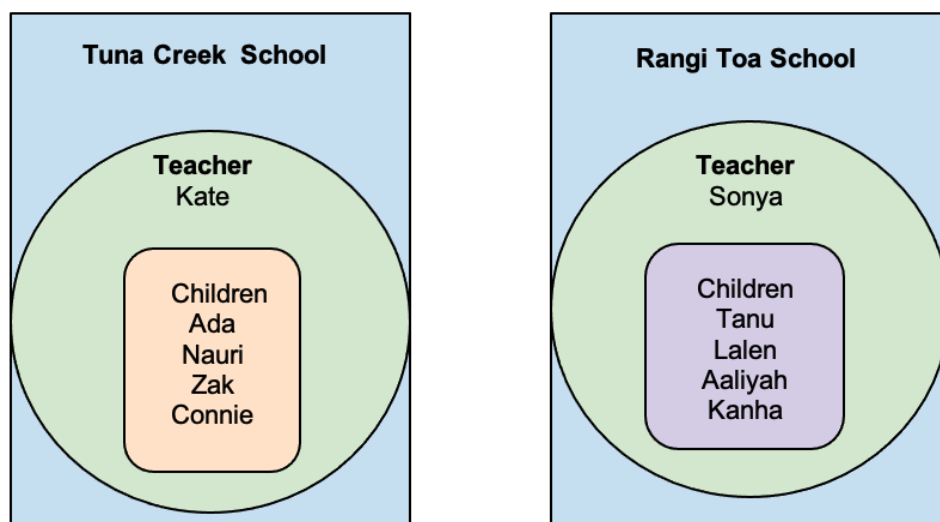 Tuna Creek School
Teacher
Kate
Children
Ada
Nauri
Zak
Connie
Rangi Toa School
Teacher
Sonya
Children
Tanu
Lalen
Aaliyah
Kanha